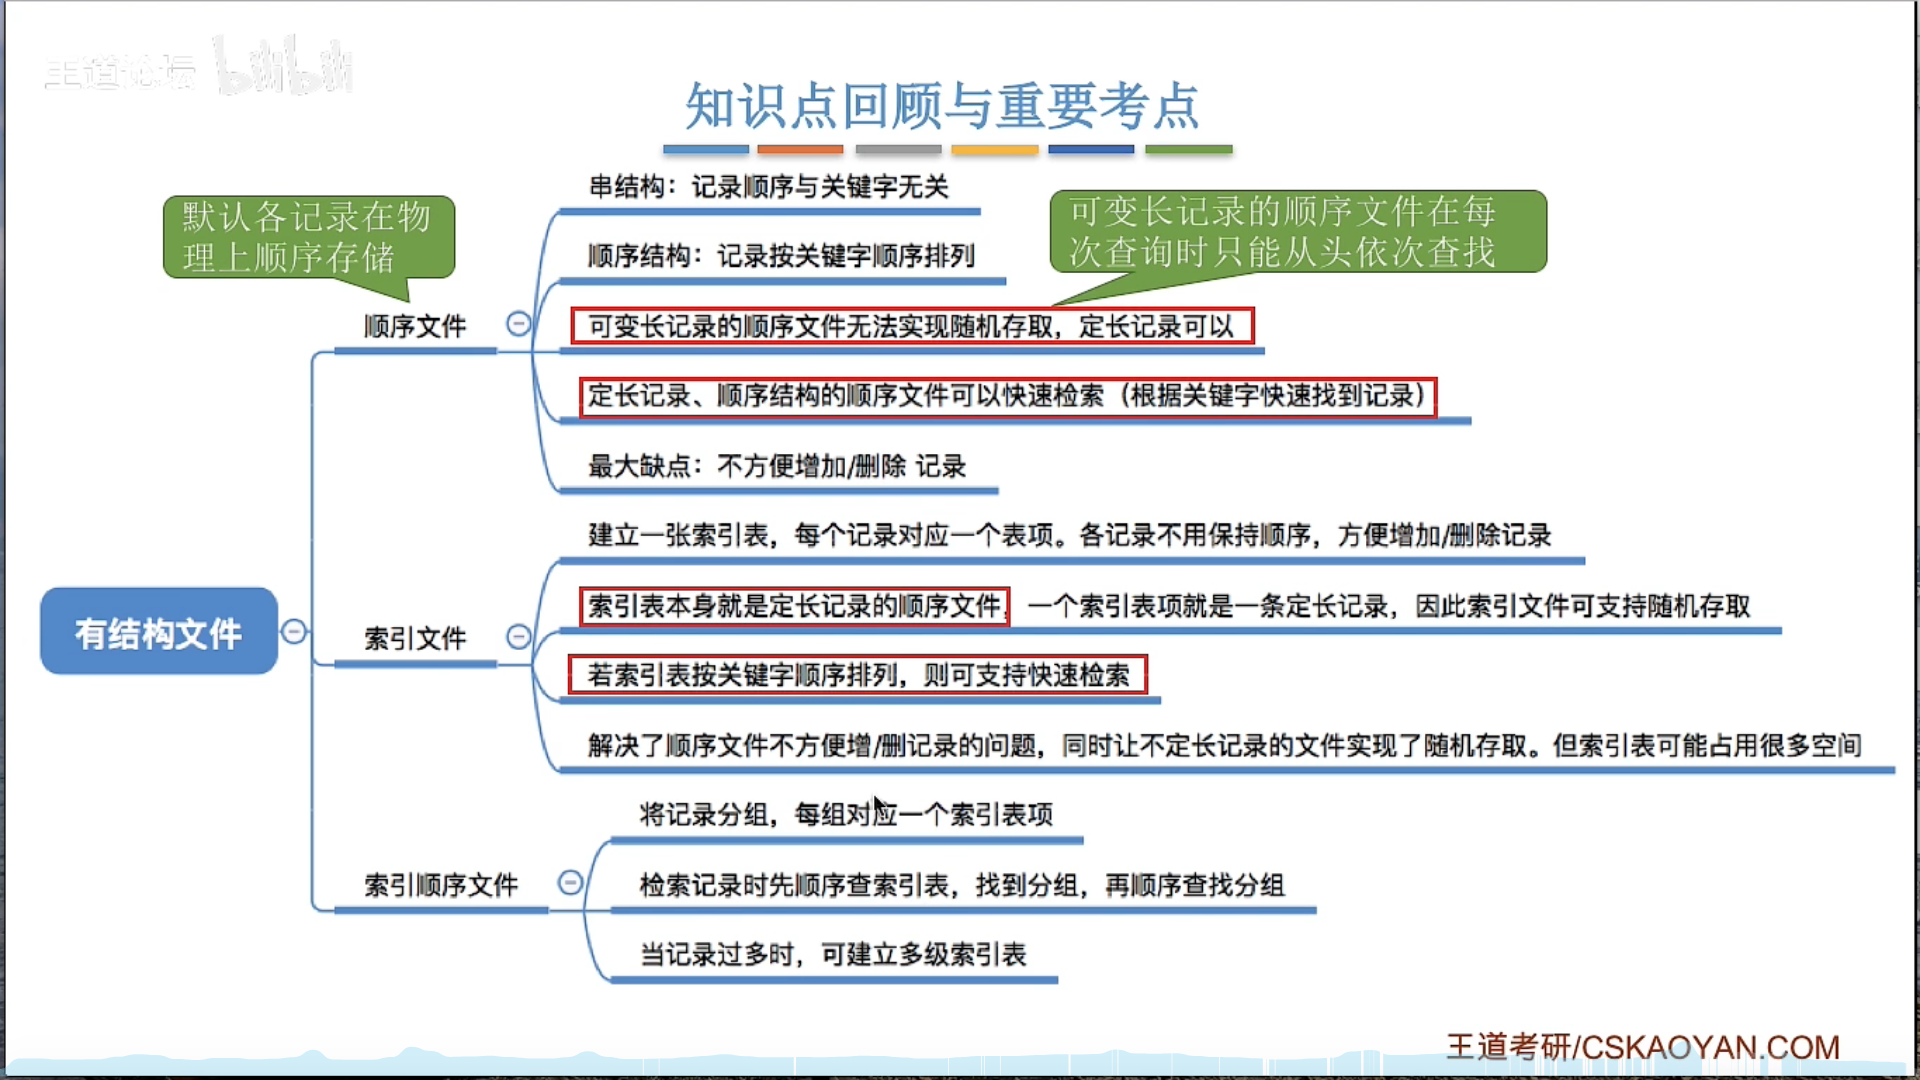 王道论坛 bilibili
知识点回顾与重要考点
默认各记录在物
理上顺序存储
可变长记录的顺序文件在每
次查询时只能从头依次查找
有结构文件
顺序文件
串结构：记录顺序与关键字无关
顺序结构：记录按关键字顺序排列
可变长记录的顺序文件无法实现随机存取，定长记录可以
定长记录、顺序结构的顺序文件可以快速检索（根据关键字快速找到记录）
最大缺点：不方便增加/删除 记录
索引文件
建立一张索引表，每个记录对应一个表项。各记录不用保持顺序，方便增加/删除记录
索引表本身就是定长记录的顺序文件，一个索引表项就是一条定长记录，因此索引文件可支持随机存取
若索引表按关键字顺序排列，则可支持快速检索
解决了顺序文件不方便增/删记录的问题，同时让不定长记录的文件实现了随机存取。但索引表可能占用很多空间
索引顺序文件
将记录分组，每组对应一个索引表项
检索记录时先顺序查索引表，找到分组，再顺序查找分组
当记录过多时，可建立多级索引表
王道考研/CSKAOYAN.COM